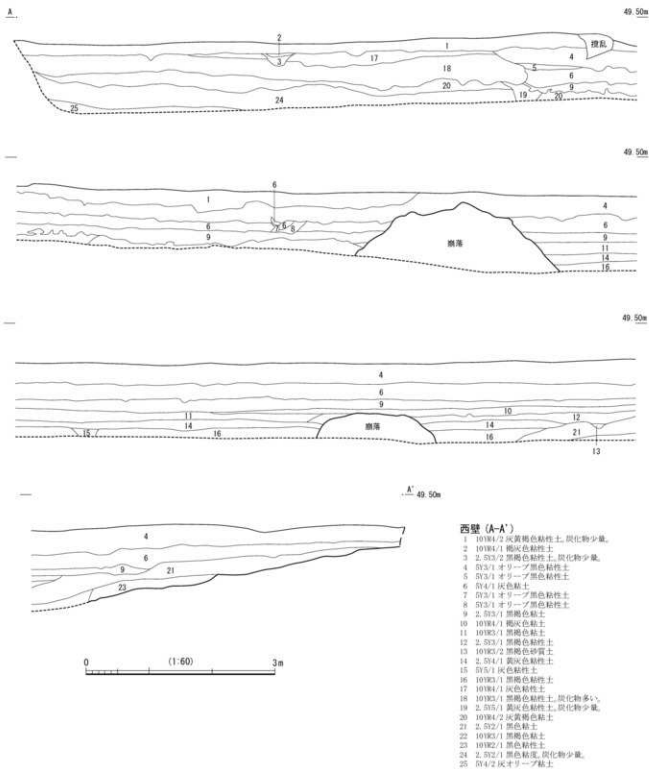 A 49.50m
2
1
撹乱
3 17 4
18 5
6
20 9
25 24 19 20
49.50m
6
1 4
6 7 6 8 6
9 崩落 9
11
14
16
49.50m
4
6
9 10
11 12
14 14
15 16 崩落 16 21
13
A' 49.50m
4
6
9 21
23
0 (1:60) 3m
西壁 (A-A')
1 10YR4/2 灰黄褐色粘性土、炭化物少量。
2 10YR4/1 褐灰色粘性土
3 2.5Y3/2 黒褐色粘性土、炭化物少量。
4 5Y3/1 オリーブ黒色粘性土
5 5Y3/1 オリーブ黒色粘性土
6 5Y4/1 灰色粘土
7 5Y3/1 オリーブ黒色粘性土
8 5Y3/1 オリーブ黒色粘性土
9 2.5Y3/1 黒褐色粘土
10 10YR4/1 褐灰色粘性土
11 10YR3/1 黒褐色粘土
12 2.5Y3/1 黒褐色粘性土
13 10YR3/2 黒褐色砂質土
14 2.5Y4/1 黄灰色粘性土
15 5Y5/1 灰色粘性土
16 10YR3/1 黒褐色粘性土
17 10YR4/1 灰色粘性土
18 10YR3/1 黒褐色粘性土、炭化物多い。
19 2.5Y5/1 黄灰色粘性土、炭化物少量。
20 10YR4/2 灰黄褐色粘土
21 2.5Y2/1 黒色粘土
22 10YR3/1 黒褐色粘土
23 10YR2/1 黒色粘性土
24 2.5Y2/1 黒色粘度、炭化物少量。
25 5Y4/2 灰オリーブ粘土